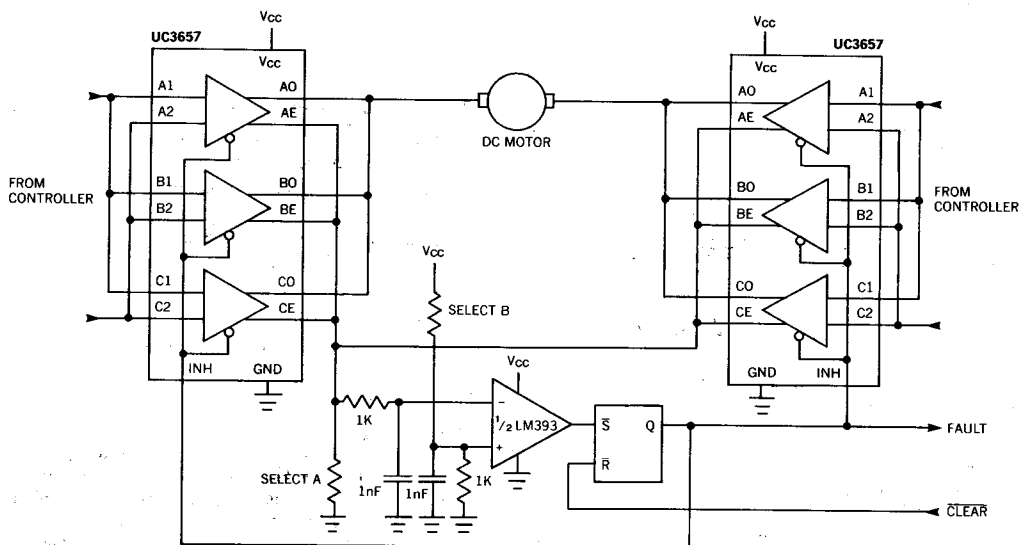 Vcc
Vcc
UC3657
UC3657
Vcc
Vcc
A1
AO
AO
A1
A2
AE
AE
A2
DC MOTOR
FROM
CONTROLLER
B1
BO
BO
B1
FROM
CONTROLLER
B2
BE
BE
B2
Vcc
C1
CO
CO
C1
C2
CE
SELECT B
CE
C2
INH
GND
Vcc
GND
INH
1K
−
½ LM393
+
S̅
Q
FAULT
R̅
SELECT A
1nF
1nF
1K
C̅L̅E̅A̅R̅